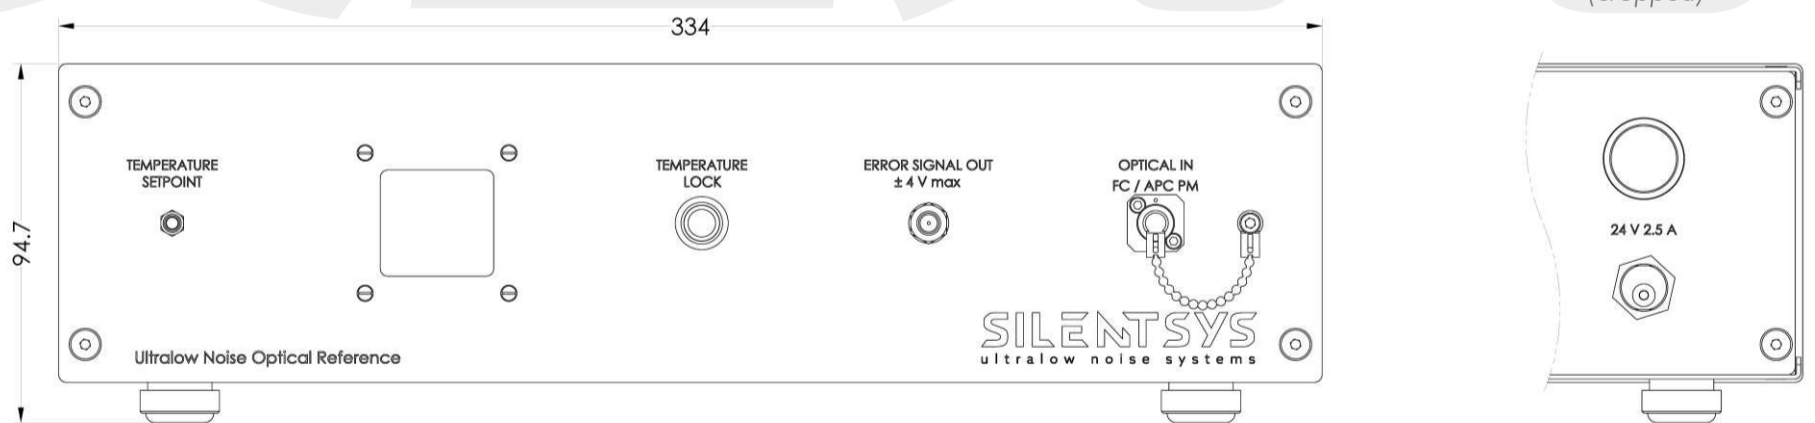 (cropped)
334
94.7
TEMPERATURE
SETPOINT
TEMPERATURE
LOCK
ERROR SIGNAL OUT
± 4 V max
OPTICAL IN
FC / APC PM
24 V 2.5 A
SILENTSYS
ultralow noise systems
Ultralow Noise Optical Reference